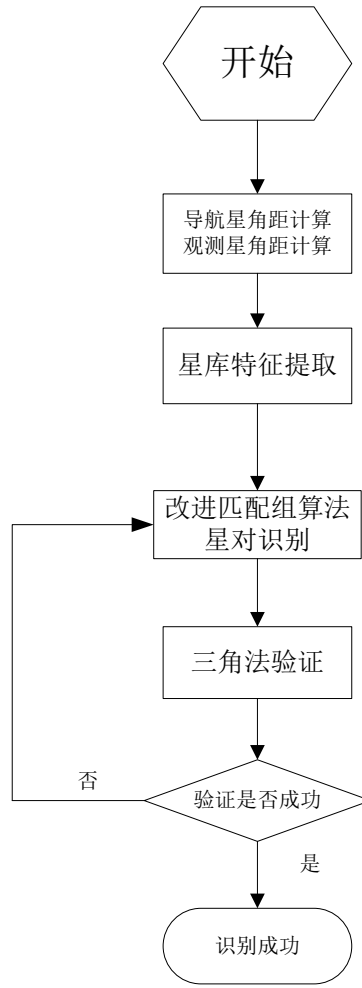 开始
导航星角距计算
观测星角距计算
星库特征提取
改进匹配组算法
星对识别
三角法验证
验证是否成功
否
是
识别成功